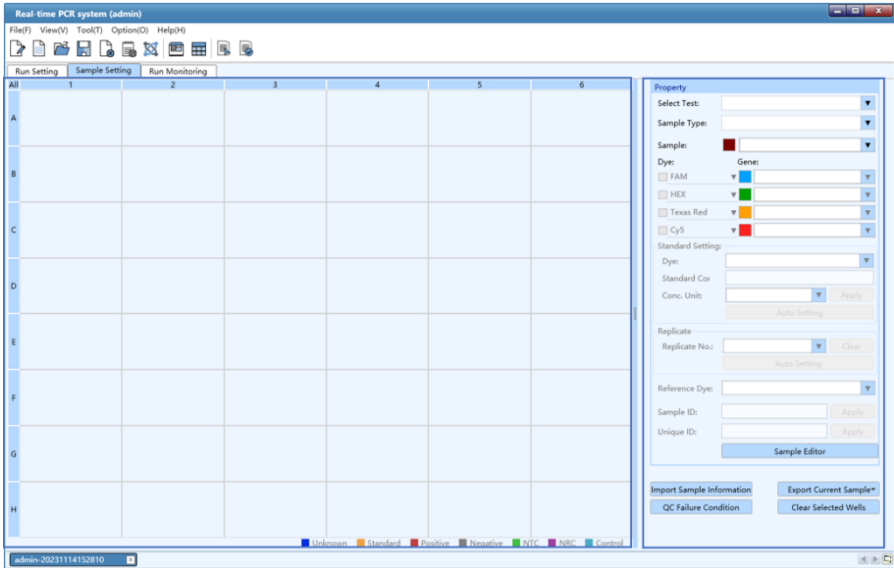 Real-time PCR system (admin)
File(F) View(V) Tool(T) Option(O) Help(H)
Run Setting Sample Setting Run Monitoring
All 1 2 3 4 5 6
A
B
C
D
E
F
G
H
Unknown Standard Positive Negative NTC NRC Control
Property
Select Test:
Sample Type:
Sample:
Dye: Gene:
FAM
HEX
Texas Red
Cy5
Standard Setting:
Dye:
Standard Cor
Conc. Unit: Apply
Auto Setting
Replicate
Replicate No.: Clear
Auto Setting
Reference Dye:
Sample ID: Apply
Unique ID: Apply
Sample Editor
Import Sample Information Export Current Sample
QC Failure Condition Clear Selected Wells
admin-20231114152810